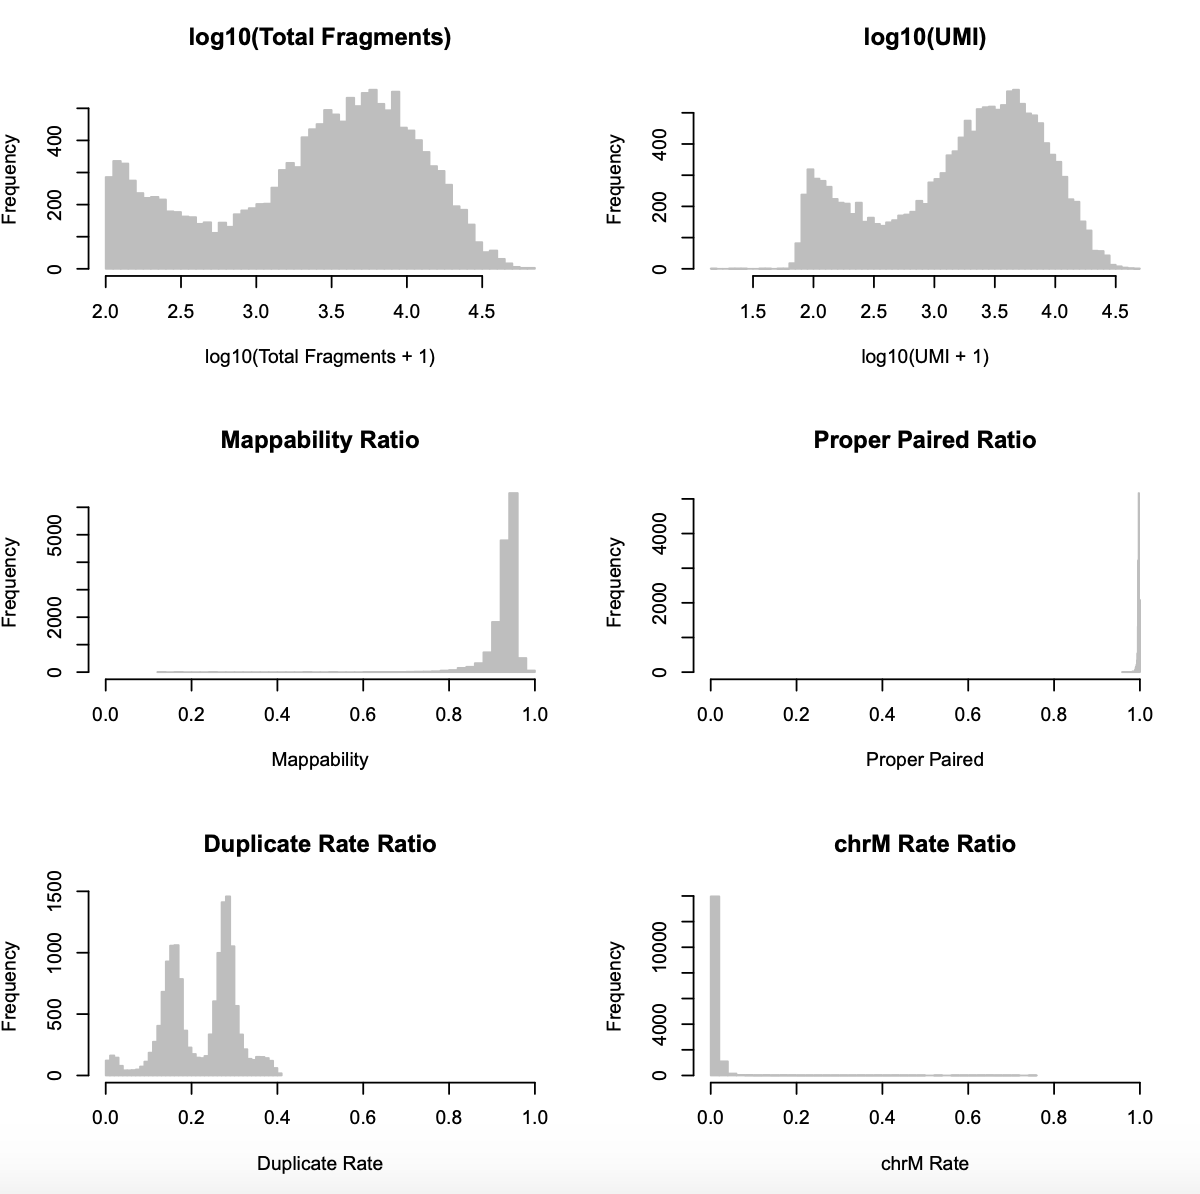 log10(Total Fragments)
Frequency
0 200 400
2.0 2.5 3.0 3.5 4.0 4.5
log10(Total Fragments + 1)
log10(UMI)
Frequency
0 200 400
1.5 2.0 2.5 3.0 3.5 4.0 4.5
log10(UMI + 1)
Mappability Ratio
Frequency
0 2000 5000
0.0 0.2 0.4 0.6 0.8 1.0
Mappability
Proper Paired Ratio
Frequency
0 2000 4000
0.0 0.2 0.4 0.6 0.8 1.0
Proper Paired
Duplicate Rate Ratio
Frequency
0 500 1000 1500
0.0 0.2 0.4 0.6 0.8 1.0
Duplicate Rate
chrM Rate Ratio
Frequency
0 4000 10000
0.0 0.2 0.4 0.6 0.8 1.0
chrM Rate